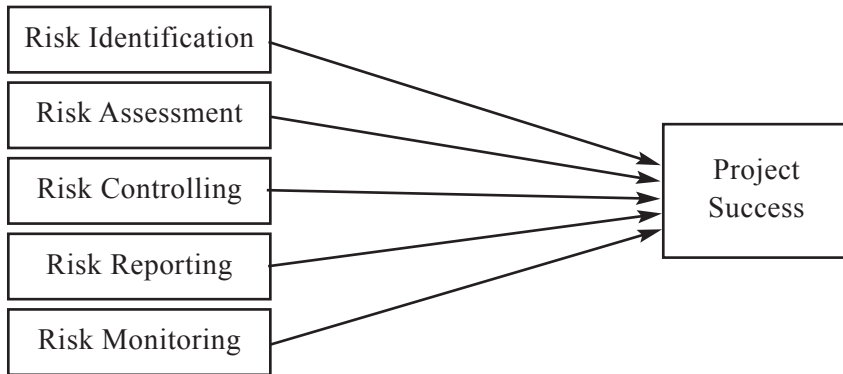 Risk Identification
Risk Assessment
Risk Controlling
Risk Reporting
Risk Monitoring
Project
Success